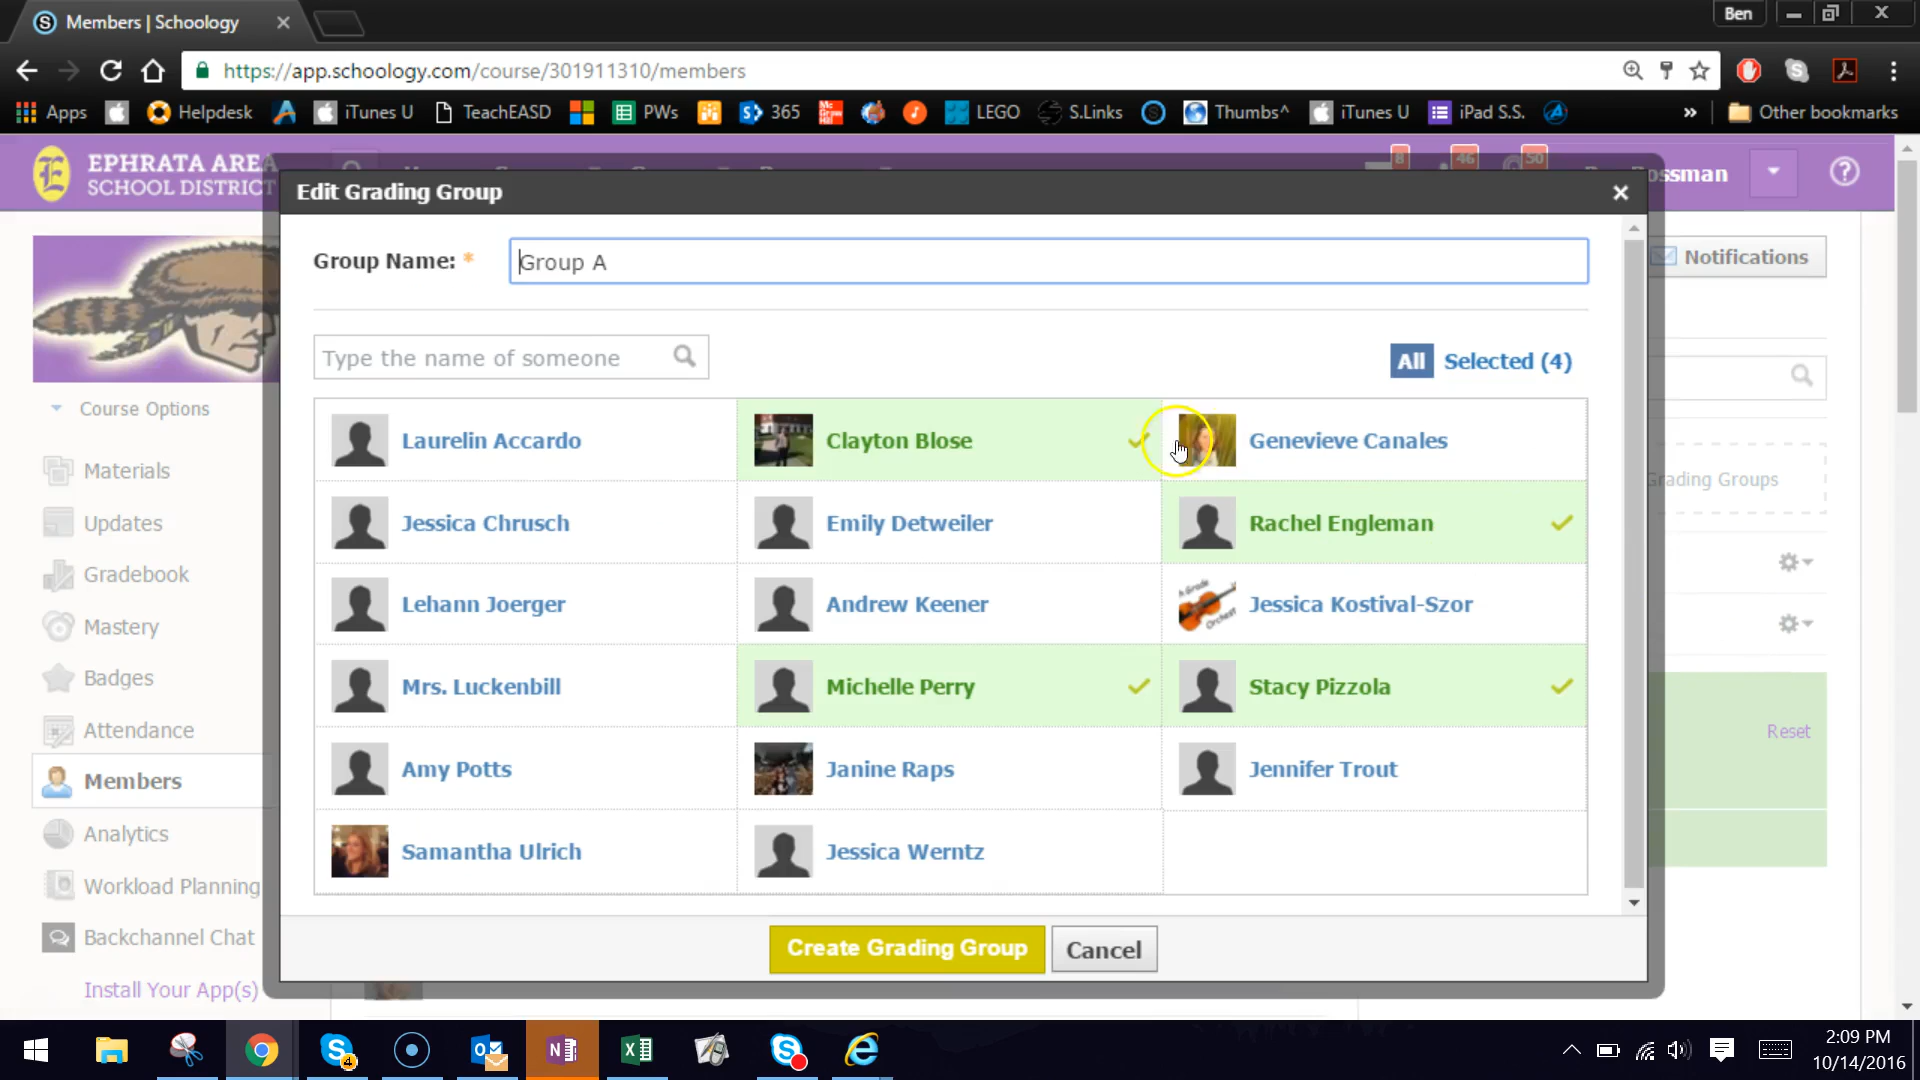 Members | Schoology
Ben
https://app.schoology.com/course/301911310/members
Apps Helpdesk iTunes U TeachEASD PWs 365 LEGO S.Links Thumbs^ iTunes U iPad S.S. » Other bookmarks
EPHRATA AREA
SCHOOL DISTRICT
8 46 50
ossman
Edit Grading Group
Group Name: * Group A
Notifications
Type the name of someone
All Selected (4)
Course Options
Laurelin Accardo Clayton Blose Genevieve Canales
Materials
Grading Groups
Jessica Chrusch Emily Detweiler Rachel Engleman
Updates
Gradebook
Lehann Joerger Andrew Keener Jessica Kostival-Szor
Mastery
Badges
Mrs. Luckenbill Michelle Perry Stacy Pizzola
Attendance
Reset
Amy Potts Janine Raps Jennifer Trout
Members
Analytics
Samantha Ulrich Jessica Werntz
Workload Planning
Backchannel Chat
Create Grading Group Cancel
Install Your App(s)
2:09 PM
10/14/2016